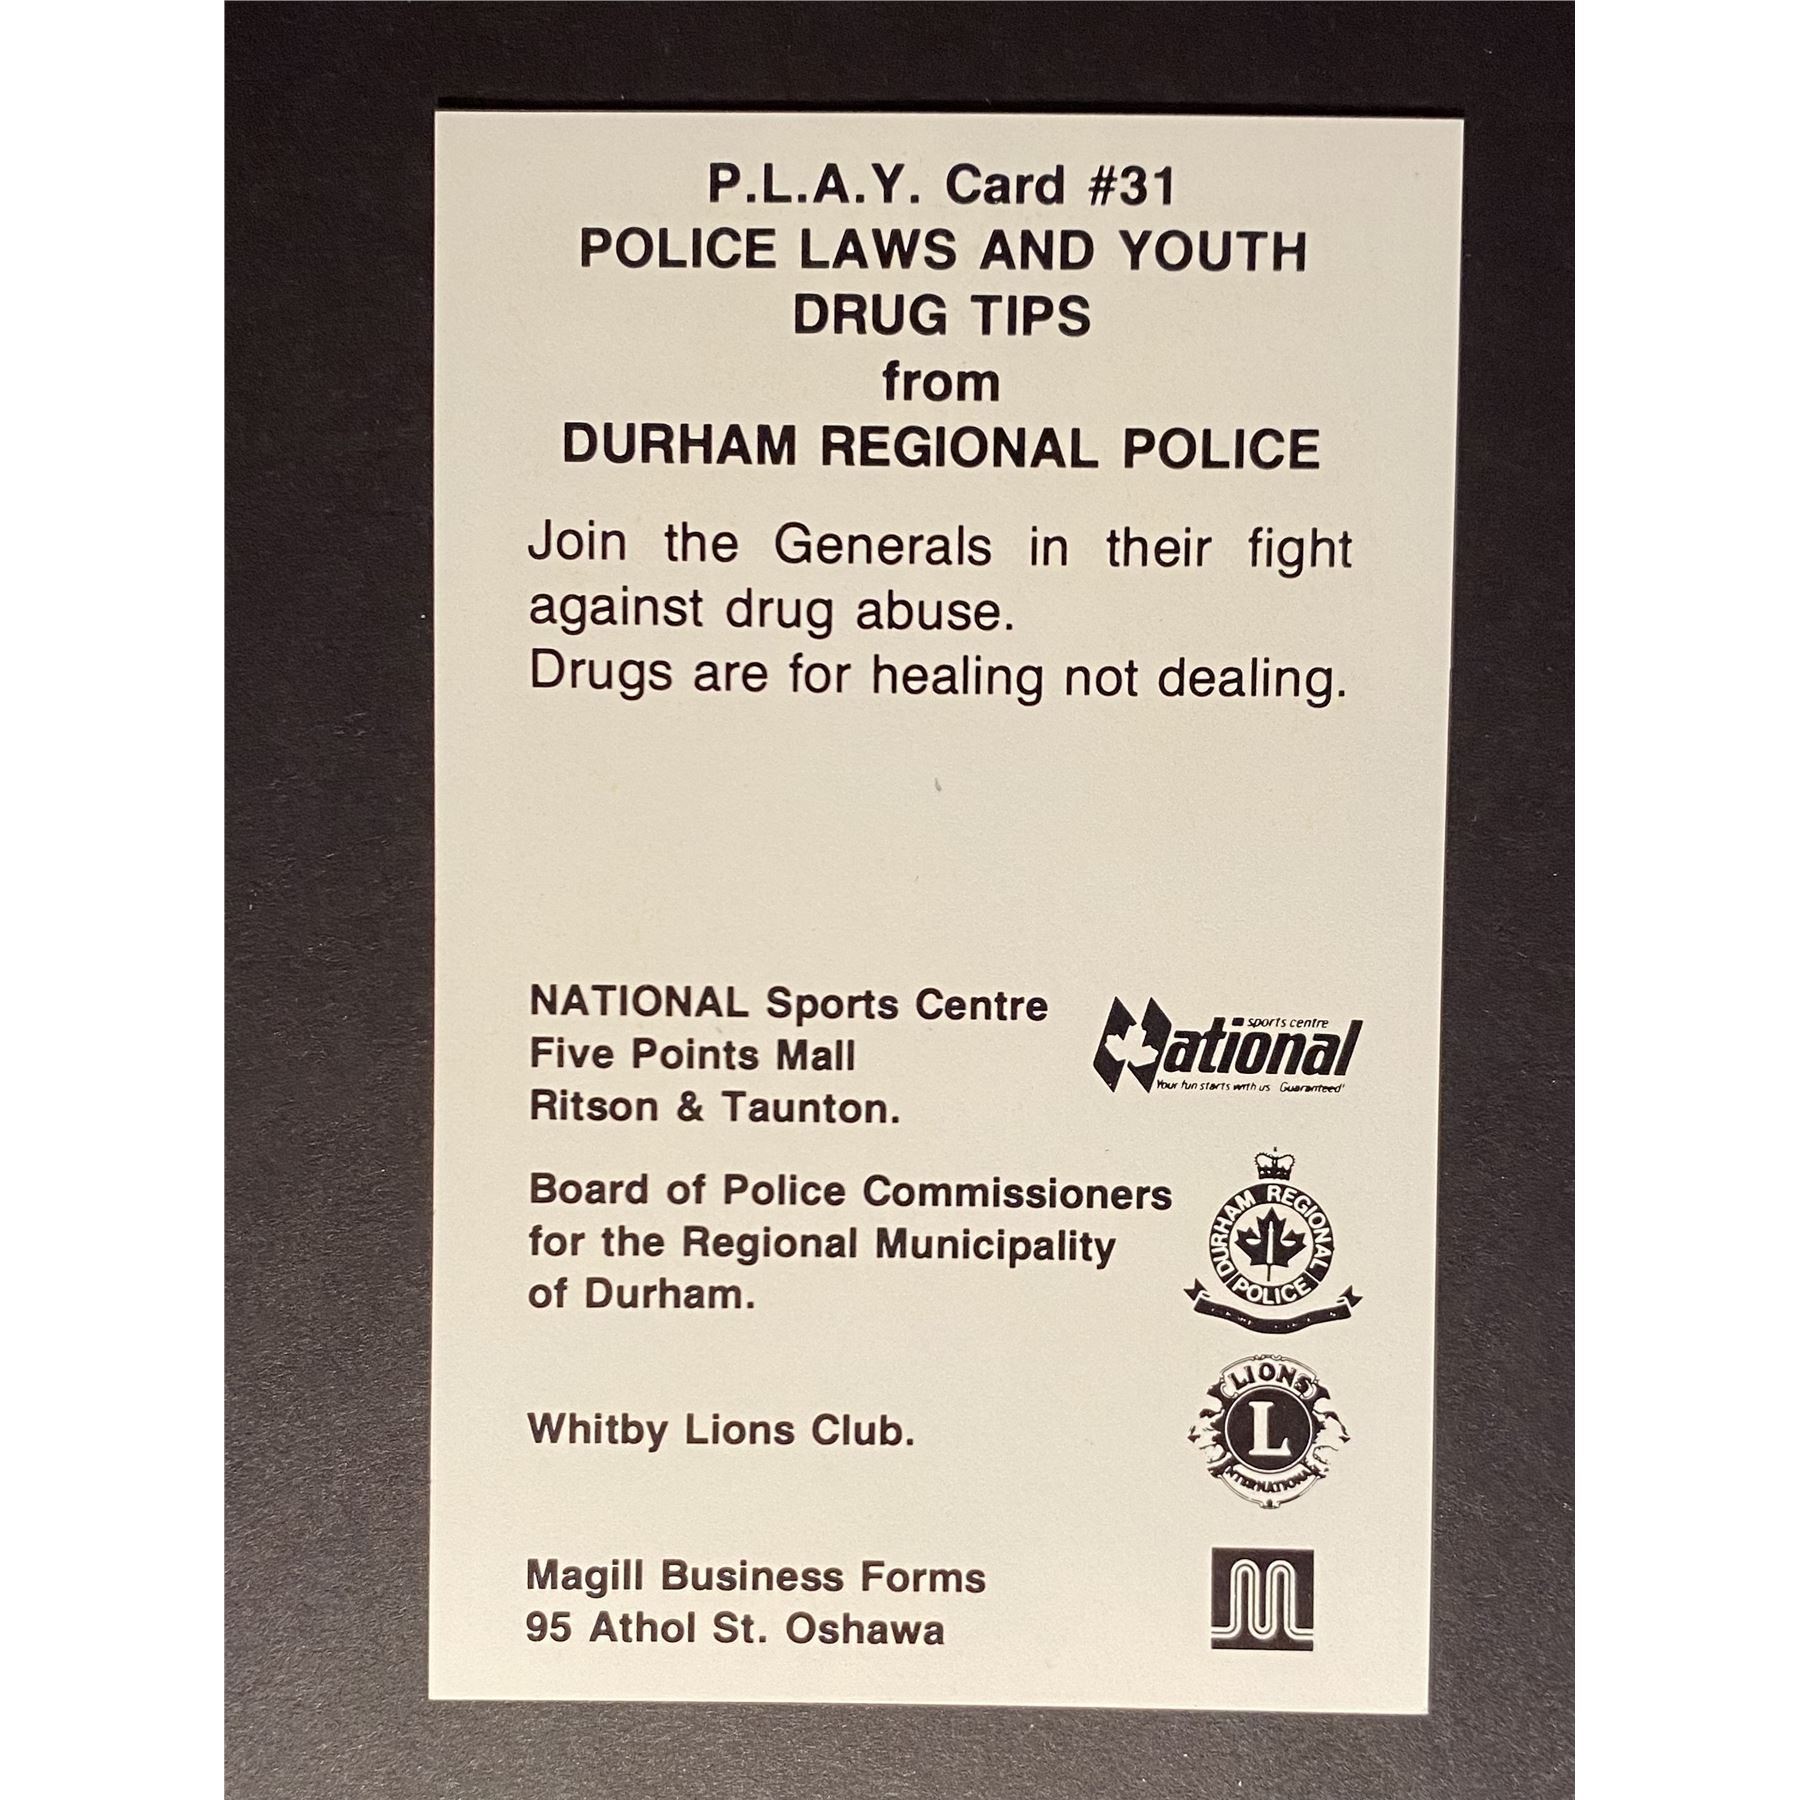 P.L.A.Y. Card #31
POLICE LAWS AND YOUTH
DRUG TIPS
from
DURHAM REGIONAL POLICE
Join the Generals in their fight
against drug abuse.
Drugs are for healing not dealing.
NATIONAL Sports Centre
Five Points Mall
Ritson & Taunton.
sports centre
National
Your fun starts with us Guaranteed!
Board of Police Commissioners
for the Regional Municipality
of Durham.
DURHAM REGIONAL
POLICE
Whitby Lions Club.
LIONS
L
INTERNATIONAL
Magill Business Forms
95 Athol St. Oshawa
M